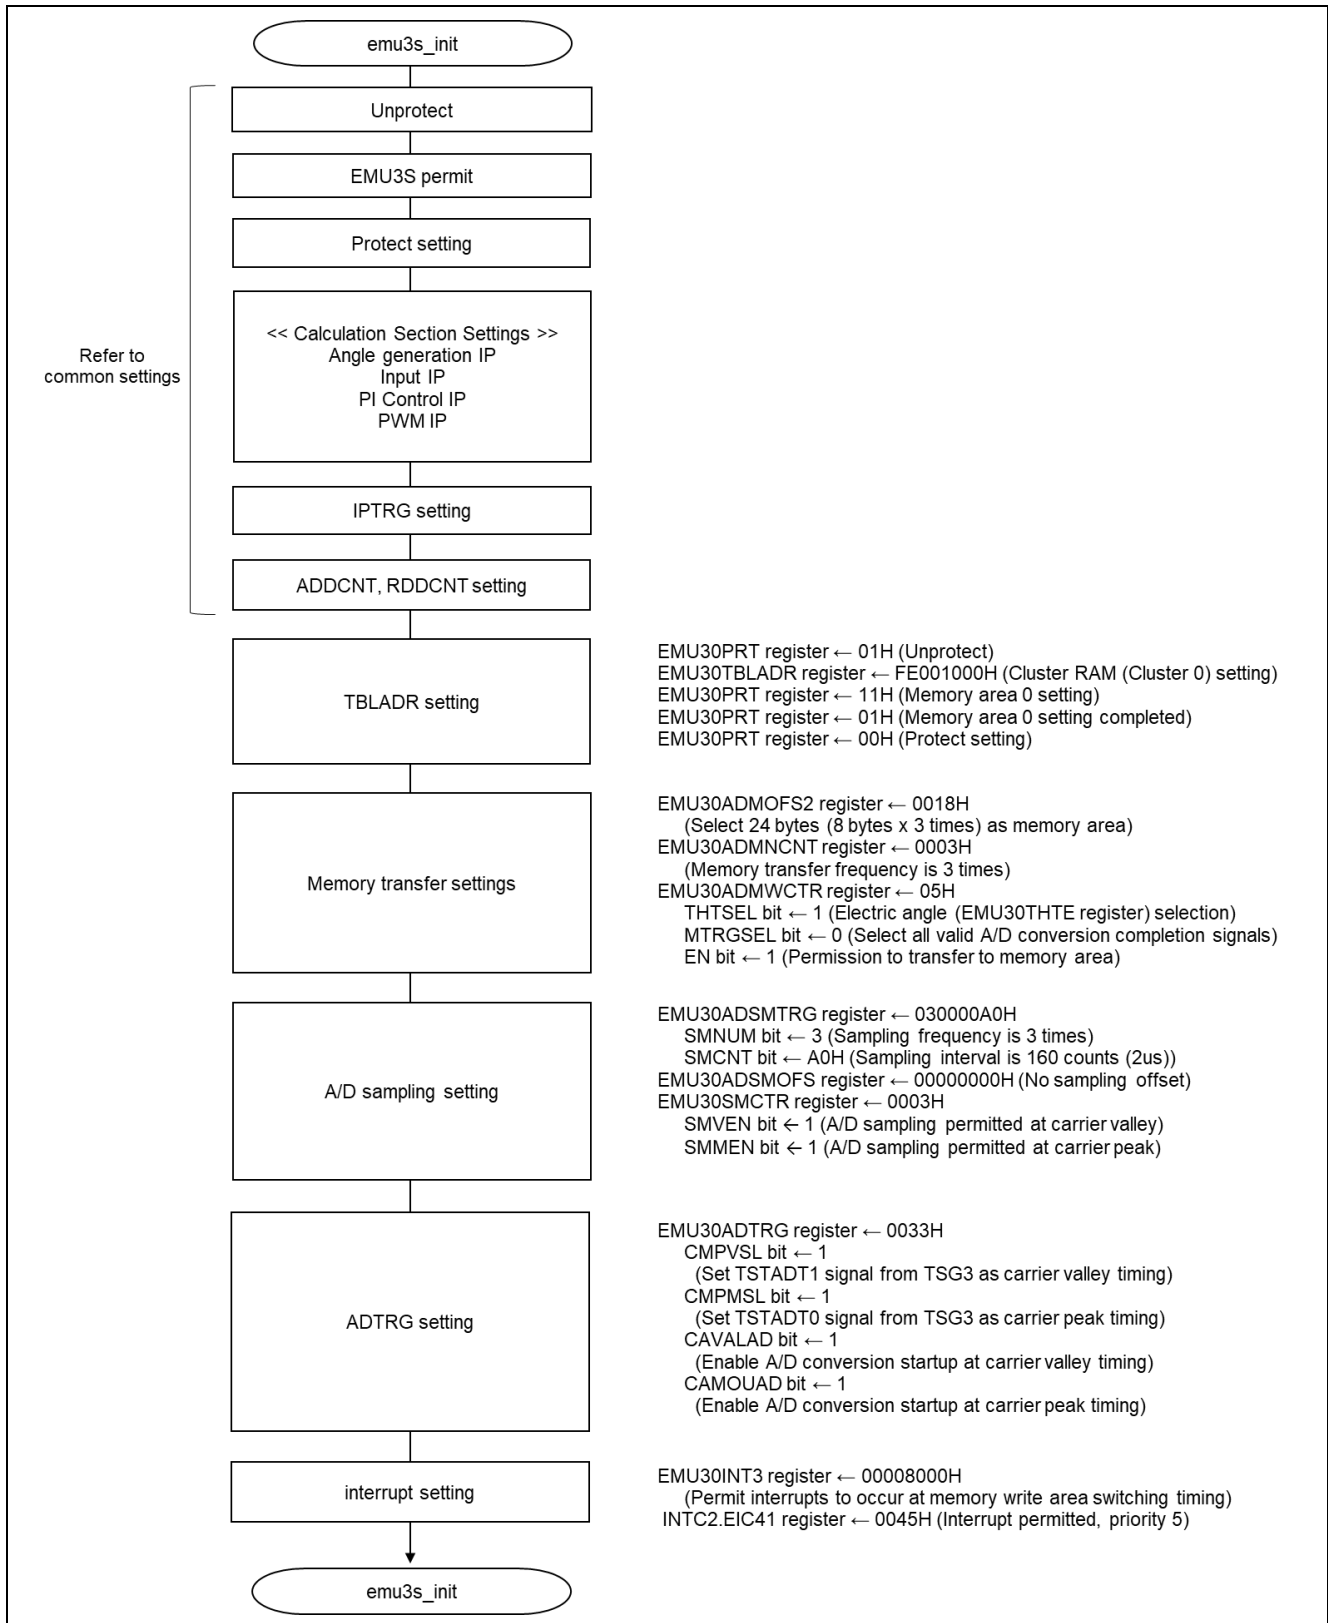 emu3s_init
Unprotect
EMU3S permit
Protect setting
<< Calculation Section Settings >>
Angle generation IP
Input IP
PI Control IP
PWM IP
Refer to
common settings
IPTRG setting
ADDCNT, RDDCNT setting
TBLADR setting
EMU30PRT register ← 01H (Unprotect)
EMU30TBLADR register ← FE001000H (Cluster RAM (Cluster 0) setting)
EMU30PRT register ← 11H (Memory area 0 setting)
EMU30PRT register ← 01H (Memory area 0 setting completed)
EMU30PRT register ← 00H (Protect setting)
Memory transfer settings
EMU30ADMOFS2 register ← 0018H
(Select 24 bytes (8 bytes x 3 times) as memory area)
EMU30ADMNCNT register ← 0003H
(Memory transfer frequency is 3 times)
EMU30ADMWCTR register ← 05H
THTSEL bit ← 1 (Electric angle (EMU30THTE register) selection)
MTRGSEL bit ← 0 (Select all valid A/D conversion completion signals)
EN bit ← 1 (Permission to transfer to memory area)
A/D sampling setting
EMU30ADSMTRG register ← 030000A0H
SMNUM bit ← 3 (Sampling frequency is 3 times)
SMCNT bit ← A0H (Sampling interval is 160 counts (2us))
EMU30ADSMOFS register ← 00000000H (No sampling offset)
EMU30SMCTR register ← 0003H
SMVEN bit ← 1 (A/D sampling permitted at carrier valley)
SMMEN bit ← 1 (A/D sampling permitted at carrier peak)
ADTRG setting
EMU30ADTRG register ← 0033H
CMPVSL bit ← 1
(Set TSTADT1 signal from TSG3 as carrier valley timing)
CMPMSL bit ← 1
(Set TSTADT0 signal from TSG3 as carrier peak timing)
CAVALAD bit ← 1
(Enable A/D conversion startup at carrier valley timing)
CAMOUAD bit ← 1
(Enable A/D conversion startup at carrier peak timing)
interrupt setting
EMU30INT3 register ← 00008000H
(Permit interrupts to occur at memory write area switching timing)
INTC2.EIC41 register ← 0045H (Interrupt permitted, priority 5)
emu3s_init